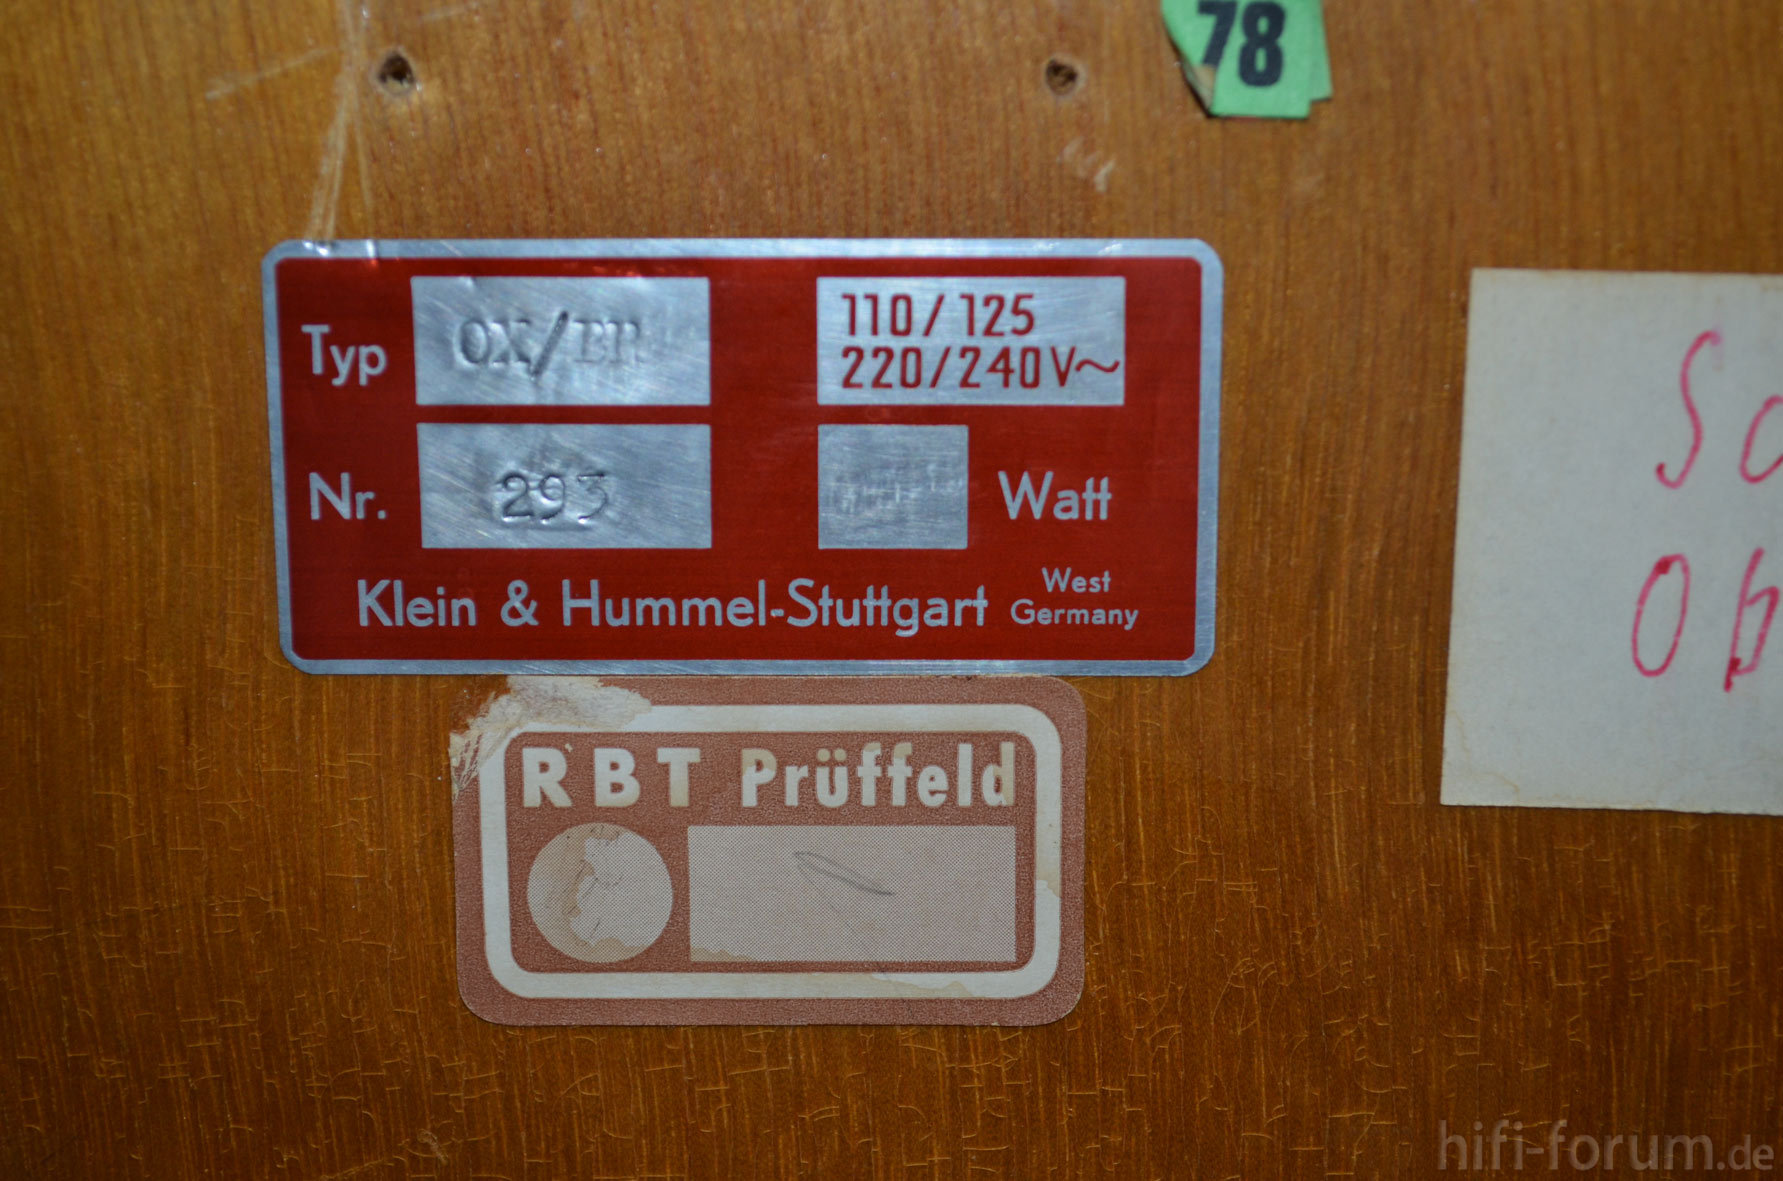 78
Typ OX/BR 110/125
220/240V~
Nr. 293 Watt
Klein & Hummel-Stuttgart West Germany
RBT Prüffeld
hifi-forum.de